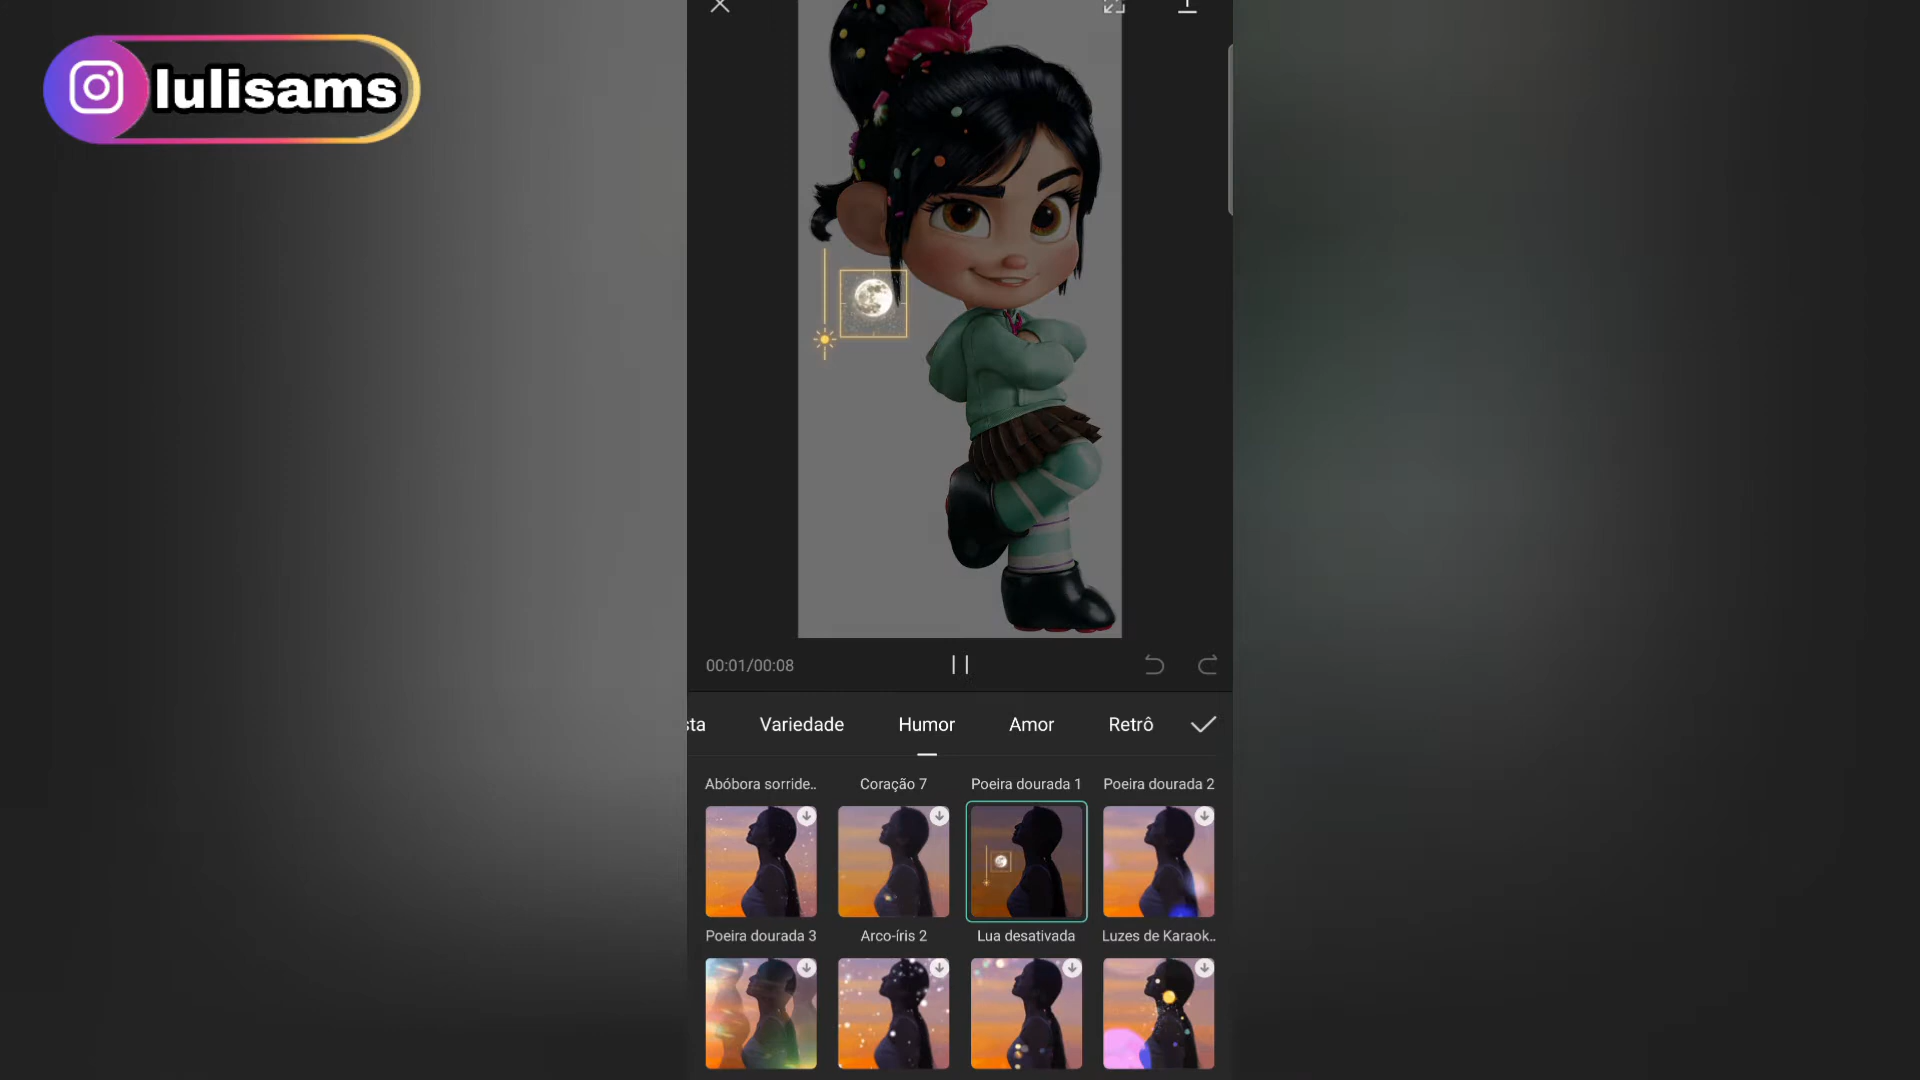 lulisams
00:01/00:08
sta Variedade Humor Amor Retrô
Abóbora sorride.. Coração 7 Poeira dourada 1 Poeira dourada 2
Poeira dourada 3 Arco-íris 2 Lua desativada Luzes de Karaok..